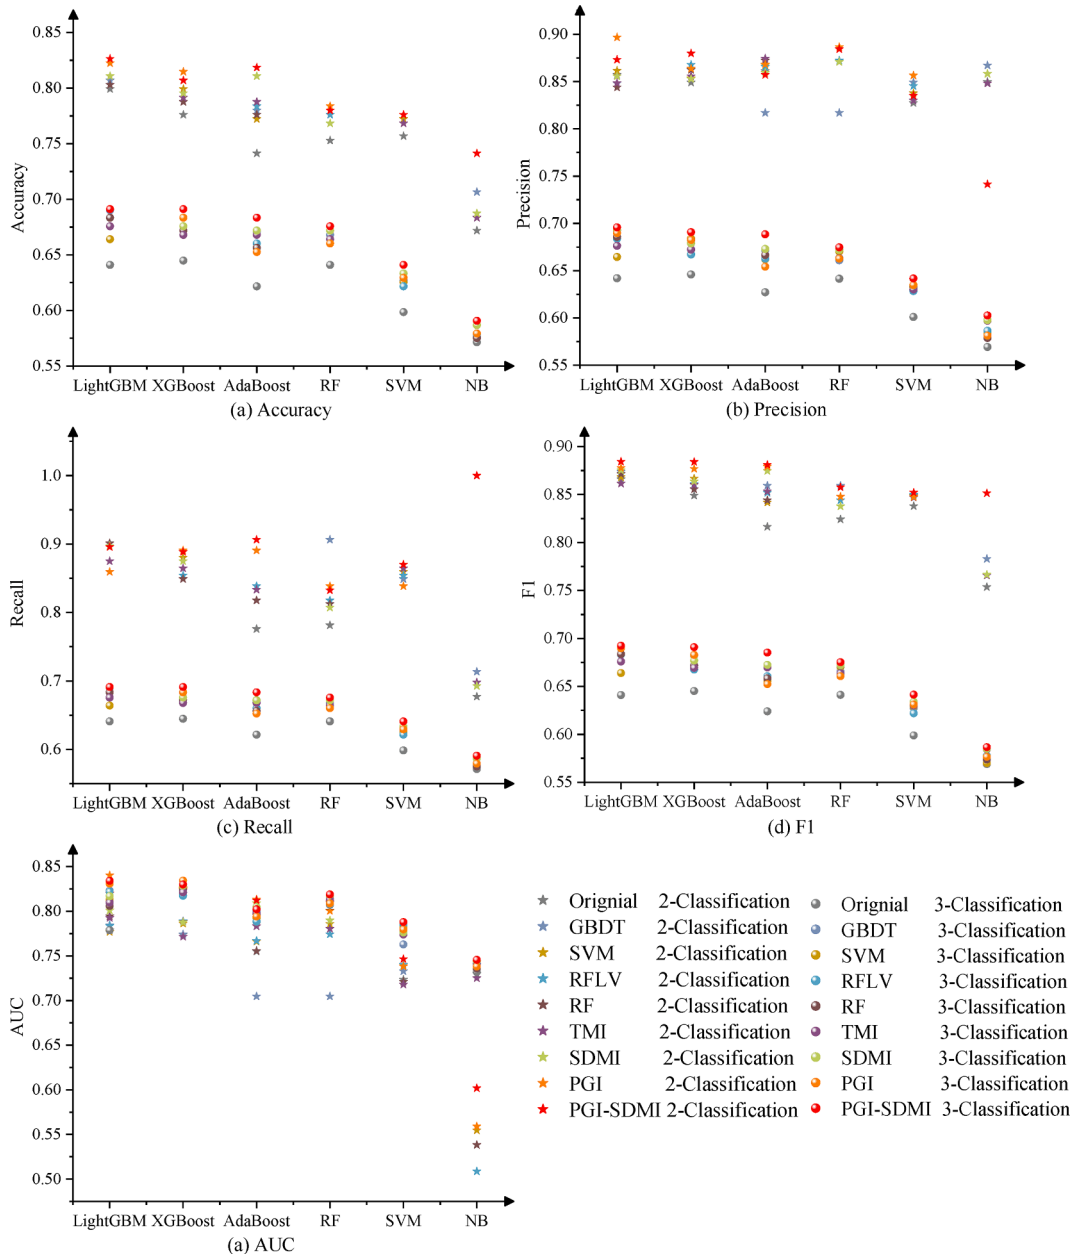 0.85
0.80
0.75
0.70
0.65
0.60
0.55
Accuracy
LightGBM XGBoost AdaBoost RF SVM NB
(a) Accuracy
0.90
0.85
0.80
0.75
0.70
0.65
0.60
0.55
Precision
LightGBM XGBoost AdaBoost RF SVM NB
(b) Precision
1.0
0.9
0.8
0.7
0.6
Recall
LightGBM XGBoost AdaBoost RF SVM NB
(c) Recall
0.90
0.85
0.80
0.75
0.70
0.65
0.60
0.55
F1
LightGBM XGBoost AdaBoost RF SVM NB
(d) F1
0.85
0.80
0.75
0.70
0.65
0.60
0.55
0.50
AUC
LightGBM XGBoost AdaBoost RF SVM NB
(a) AUC
Orignial 2-Classification
GBDT 2-Classification
SVM 2-Classification
RFLV 2-Classification
RF 2-Classification
TMI 2-Classification
SDMI 2-Classification
PGI 2-Classification
PGI-SDMI 2-Classification
Orignial 3-Classification
GBDT 3-Classification
SVM 3-Classification
RFLV 3-Classification
RF 3-Classification
TMI 3-Classification
SDMI 3-Classification
PGI 3-Classification
PGI-SDMI 3-Classification